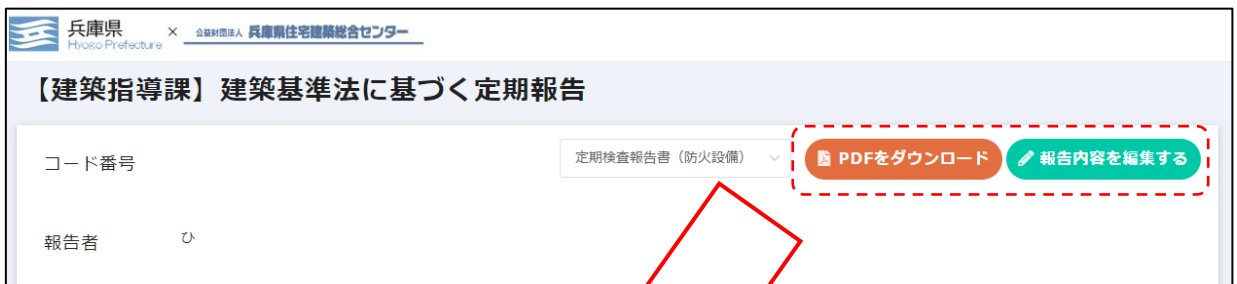 兵庫県 × 公益財団法人 兵庫県住宅建築総合センター
Hyogo Prefecture
【建築指導課】建築基準法に基づく定期報告
コード番号 定期検査報告書（防火設備） PDFをダウンロード 報告内容を編集する
報告者 ひ